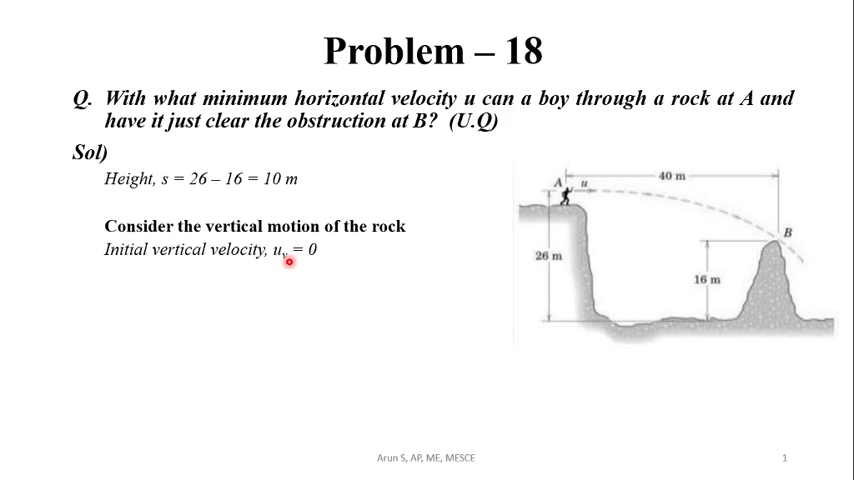 Problem – 18
Q. With what minimum horizontal velocity u can a boy through a rock at A and
have it just clear the obstruction at B? (U.Q)
Sol)
Height, s = 26 – 16 = 10 m
Consider the vertical motion of the rock
Initial vertical velocity, uv = 0
40 m
A u
B
26 m
16 m
Arun S, AP, ME, MESCE
1